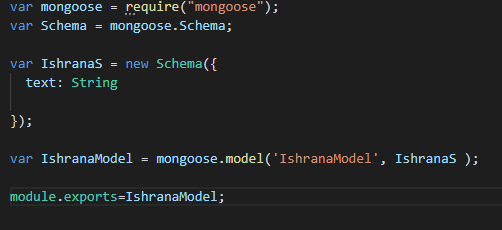 var mongoose = require("mongoose");
var Schema = mongoose.Schema;
var IshranaS = new Schema({
text: String
});
var IshranaModel = mongoose.model('IshranaModel', IshranaS );
module.exports=IshranaModel;